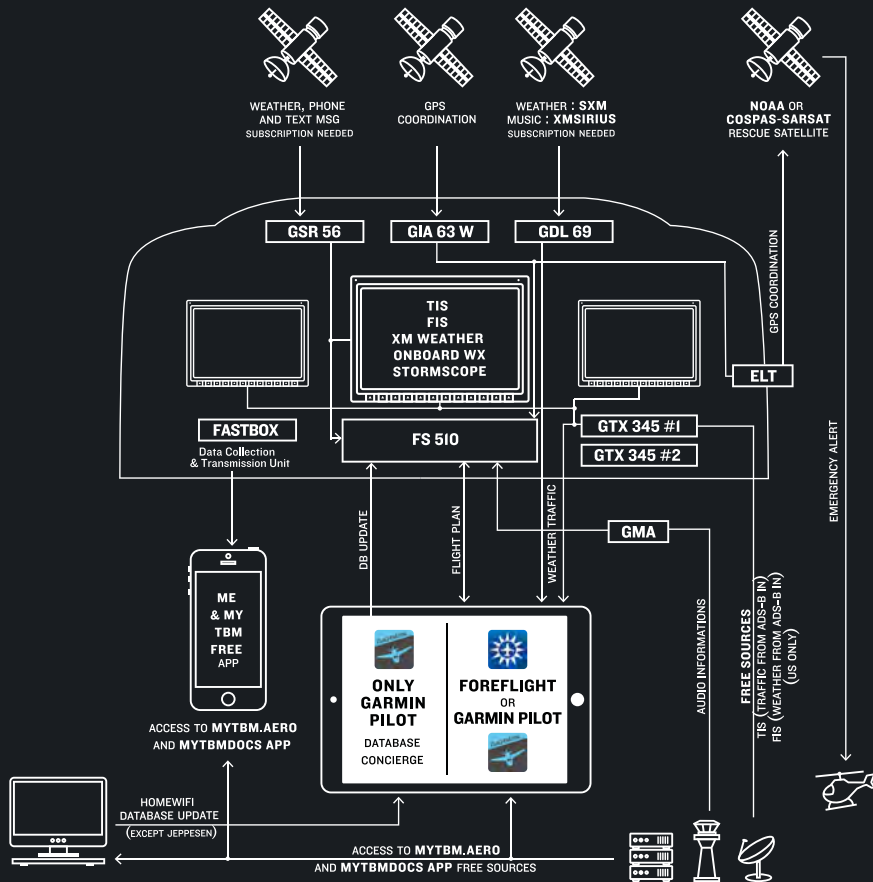 WEATHER, PHONE
AND TEXT MSG
SUBSCRIPTION NEEDED
GPS
COORDINATION
WEATHER : SXM
MUSIC : XMSIRIUS
SUBSCRIPTION NEEDED
NOAA OR
COSPAS-SARSAT
RESCUE SATELLITE
GSR 56
GIA 63 W
GDL 69
GPS COORDINATION
TIS
FIS
XM WEATHER
ONBOARD WX
STORMSCOPE
ELT
FASTBOX
Data Collection
& Transmission Unit
FS 510
GTX 345 #1
GTX 345 #2
EMERGENCY ALERT
DB UPDATE
FLIGHT PLAN
WEATHER TRAFFIC
GMA
ME
& MY
TBM
FREE
APP
ONLY
GARMIN
PILOT
DATABASE
CONCIERGE
FOREFLIGHT
OR
GARMIN PILOT
AUDIO INFORMATIONS
FREE SOURCES
TIS (TRAFFIC FROM ADS-B IN)
FIS (WEATHER FROM ADS-B IN)
(US ONLY)
ACCESS TO MYTBM.AERO
AND MYTBMDOCS APP
HOMEWIFI
DATABASE UPDATE
(EXCEPT JEPPESEN)
ACCESS TO MYTBM.AERO
AND MYTBMDOCS APP FREE SOURCES